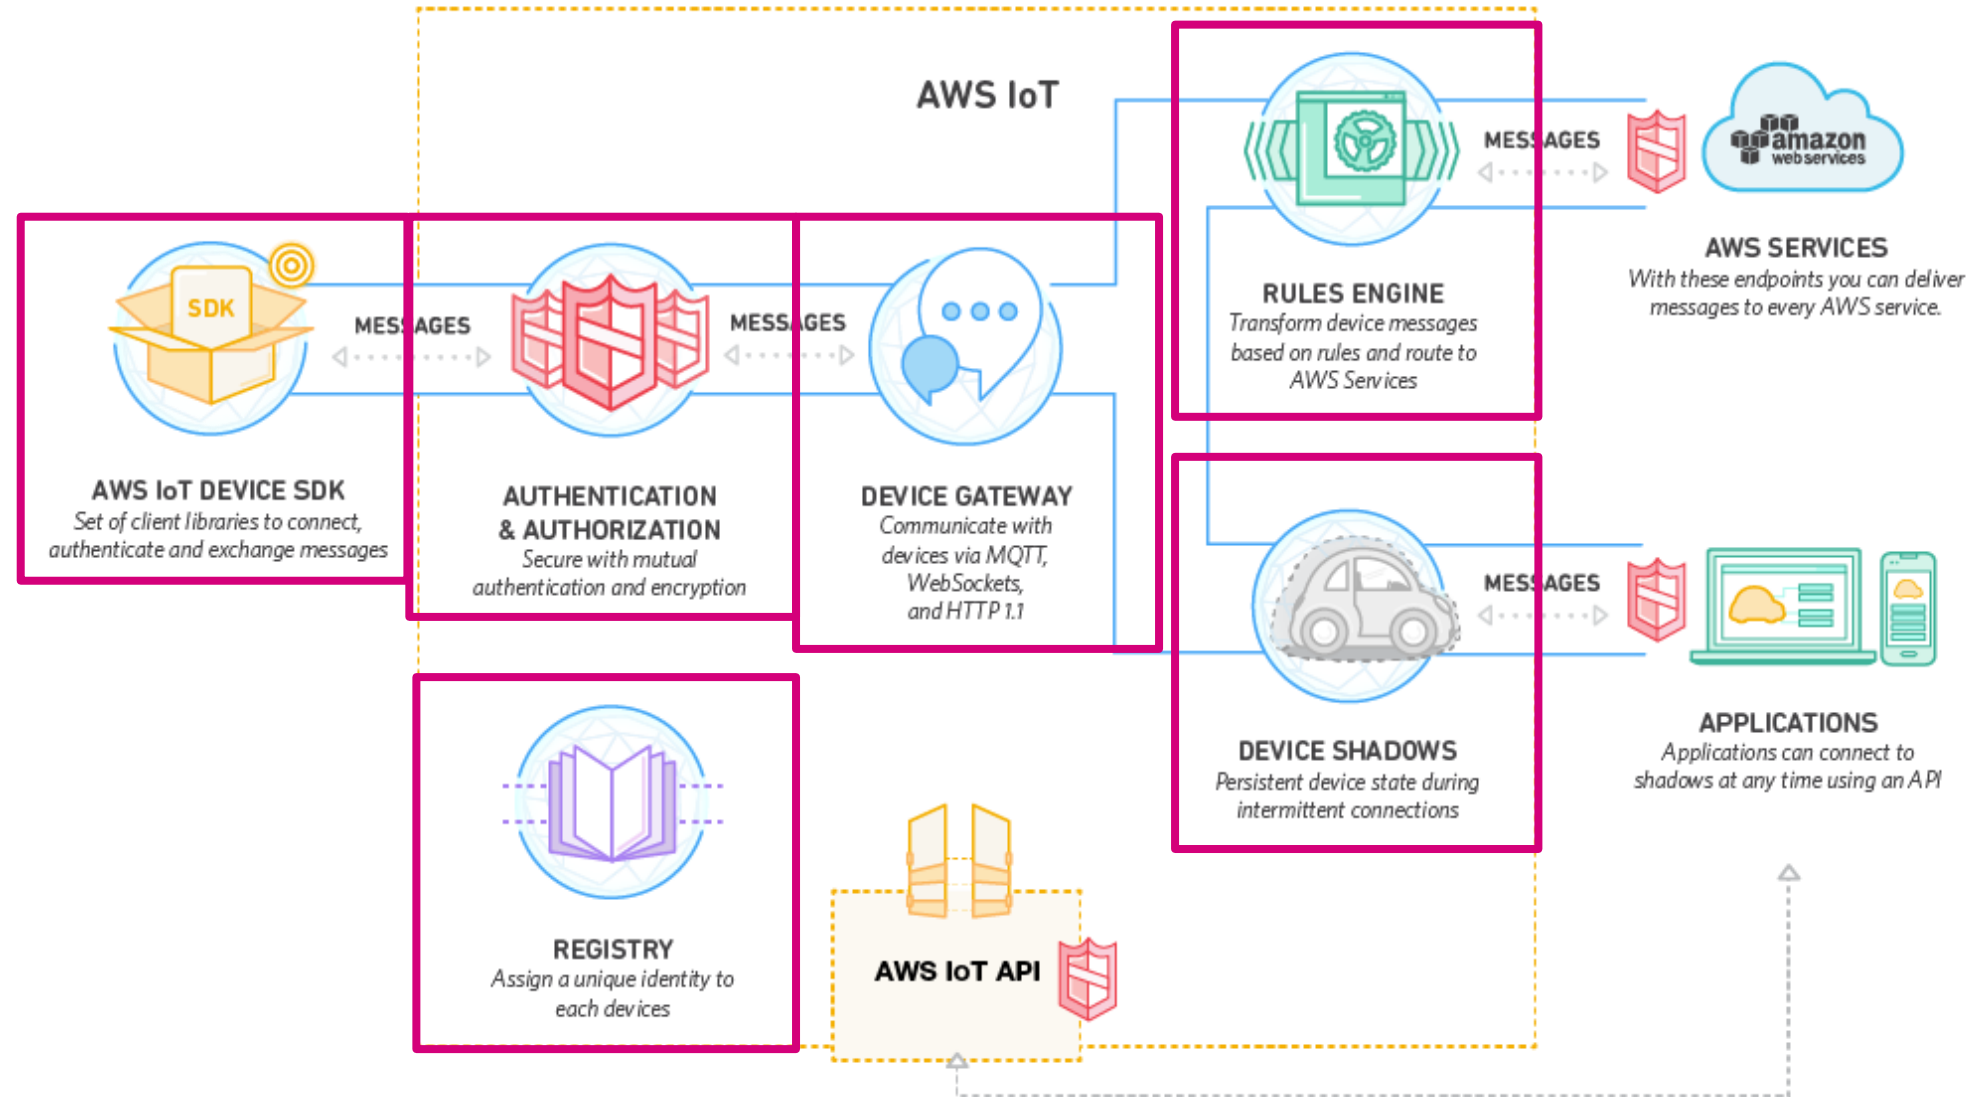 AWS IoT
SDK
MESSAGES
AWS IoT DEVICE SDK
Set of client libraries to connect,
authenticate and exchange messages
AUTHENTICATION
& AUTHORIZATION
Secure with mutual
authentication and encryption
MESSAGES
DEVICE GATEWAY
Communicate with
devices via MQTT,
WebSockets,
and HTTP 1.1
RULES ENGINE
Transform device messages
based on rules and route to
AWS Services
MESSAGES
amazon
webservices
AWS SERVICES
With these endpoints you can deliver
messages to every AWS service.
DEVICE SHADOWS
Persistent device state during
intermittent connections
MESSAGES
APPLICATIONS
Applications can connect to
shadows at any time using an API
REGISTRY
Assign a unique identity to
each devices
AWS IoT API